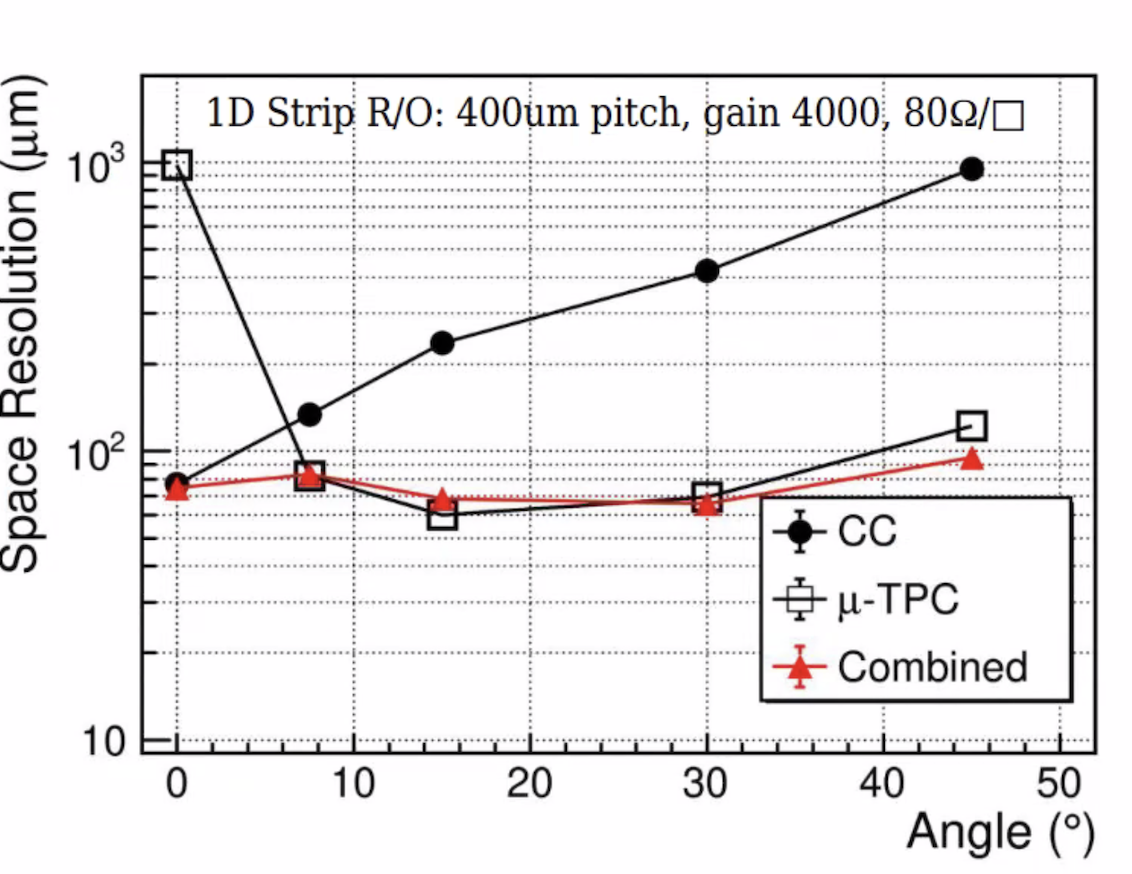 1D Strip R/O: 400um pitch, gain 4000, 80Ω/□
Space Resolution (μm)
10³
10²
10
0 10 20 30 40 50
Angle (°)
CC
μ-TPC
Combined